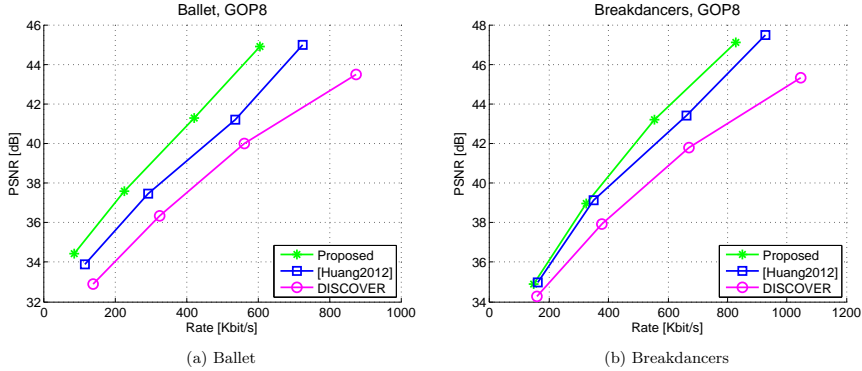 Ballet, GOP8
46
44
42
40
38
36
34
32
PSNR [dB]
0
200
400
600
800
1000
Rate [Kbit/s]
Proposed
[Huang2012]
DISCOVER
(a) Ballet
Breakdancers, GOP8
48
46
44
42
40
38
36
34
PSNR [dB]
0
200
400
600
800
1000
1200
Rate [Kbit/s]
Proposed
[Huang2012]
DISCOVER
(b) Breakdancers